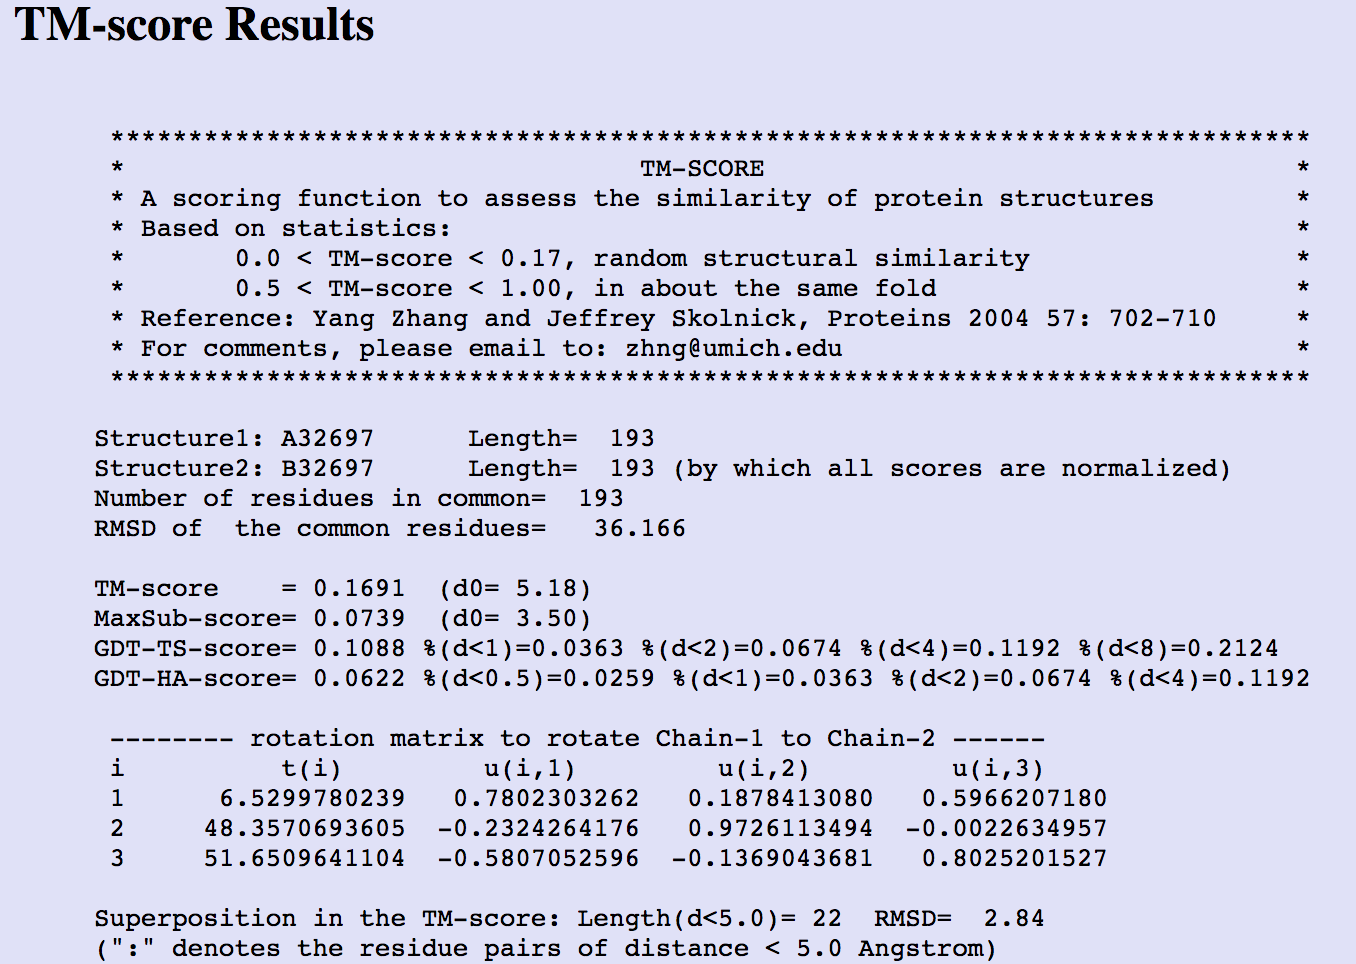 TM-score Results
*****************************************************************************
* TM-SCORE *
* A scoring function to assess the similarity of protein structures *
* Based on statistics: *
* 0.0 < TM-score < 0.17, random structural similarity *
* 0.5 < TM-score < 1.00, in about the same fold *
* Reference: Yang Zhang and Jeffrey Skolnick, Proteins 2004 57: 702-710 *
* For comments, please email to: zhng@umich.edu *
*****************************************************************************
Structure1: A32697 Length= 193
Structure2: B32697 Length= 193 (by which all scores are normalized)
Number of residues in common= 193
RMSD of the common residues= 36.166
TM-score = 0.1691 (d0= 5.18)
MaxSub-score= 0.0739 (d0= 3.50)
GDT-TS-score= 0.1088 %(d<1)=0.0363 %(d<2)=0.0674 %(d<4)=0.1192 %(d<8)=0.2124
GDT-HA-score= 0.0622 %(d<0.5)=0.0259 %(d<1)=0.0363 %(d<2)=0.0674 %(d<4)=0.1192
-------- rotation matrix to rotate Chain-1 to Chain-2 ------
i t(i) u(i,1) u(i,2) u(i,3)
1 6.5299780239 0.7802303262 0.1878413080 0.5966207180
2 48.3570693605 -0.2324264176 0.9726113494 -0.0022634957
3 51.6509641104 -0.5807052596 -0.1369043681 0.8025201527
Superposition in the TM-score: Length(d<5.0)= 22 RMSD= 2.84
(":" denotes the residue pairs of distance < 5.0 Angstrom)